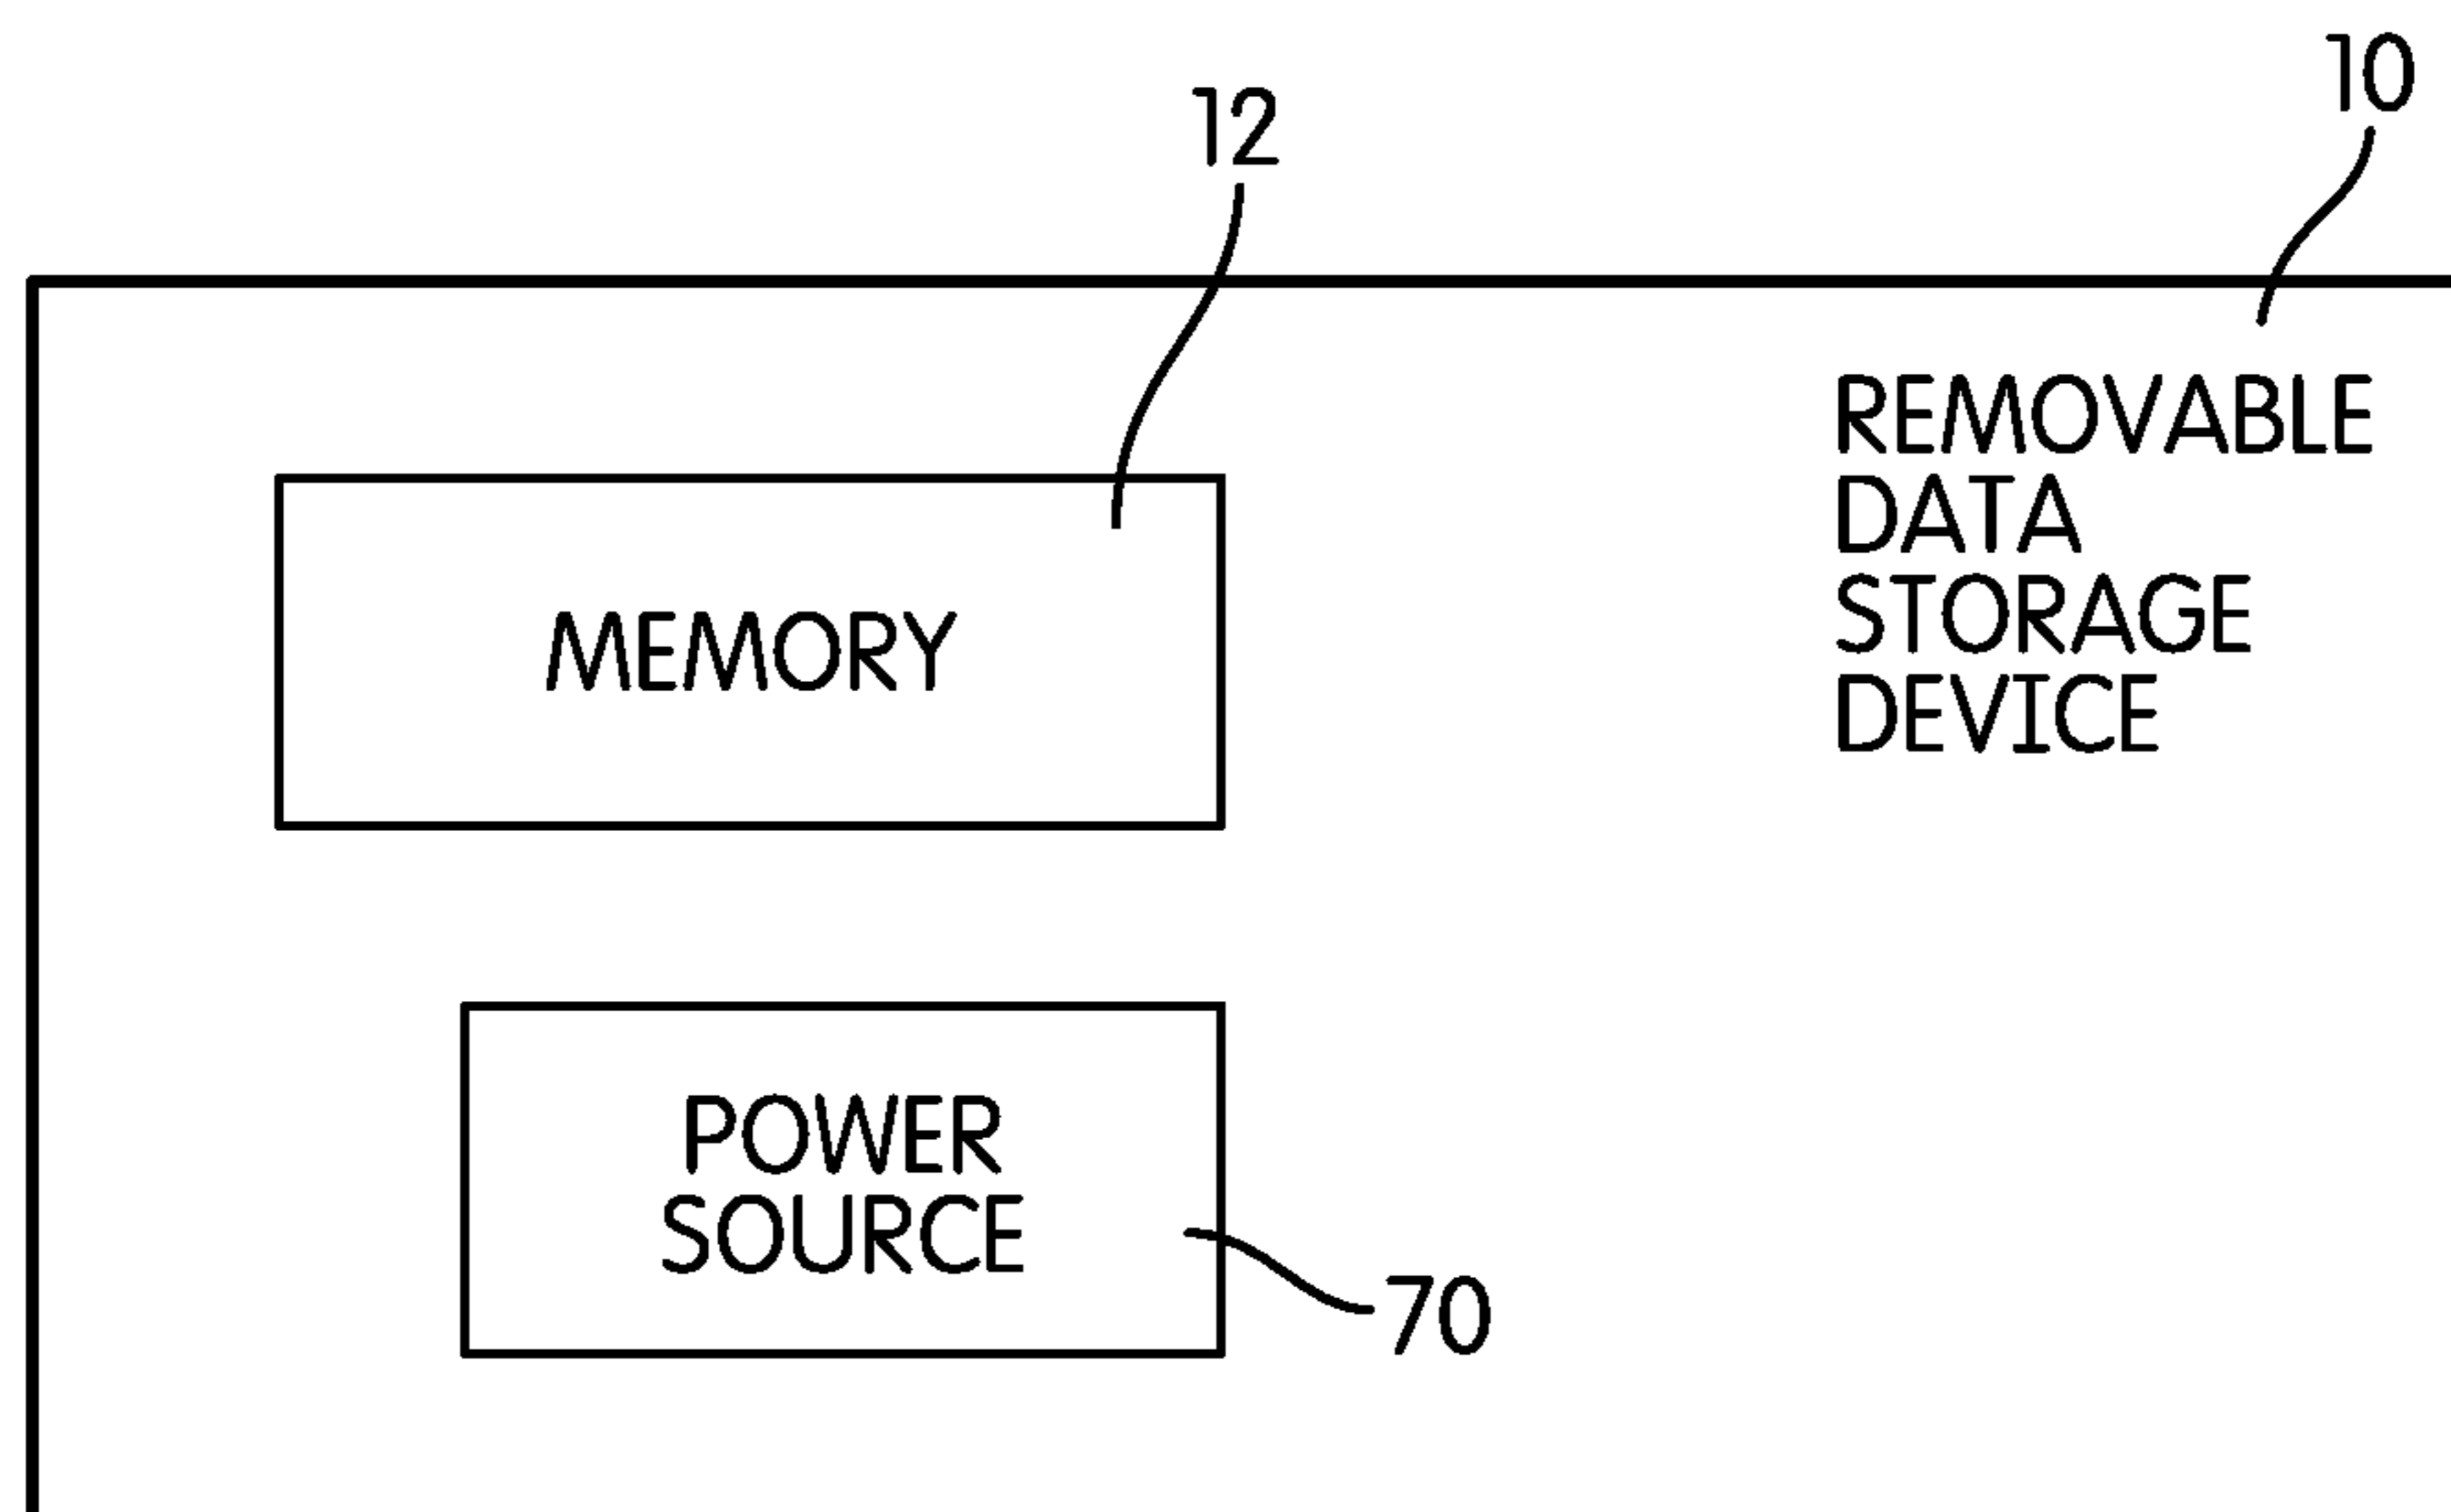 10
12
REMOVABLE
DATA
STORAGE
DEVICE
MEMORY
POWER
SOURCE
70